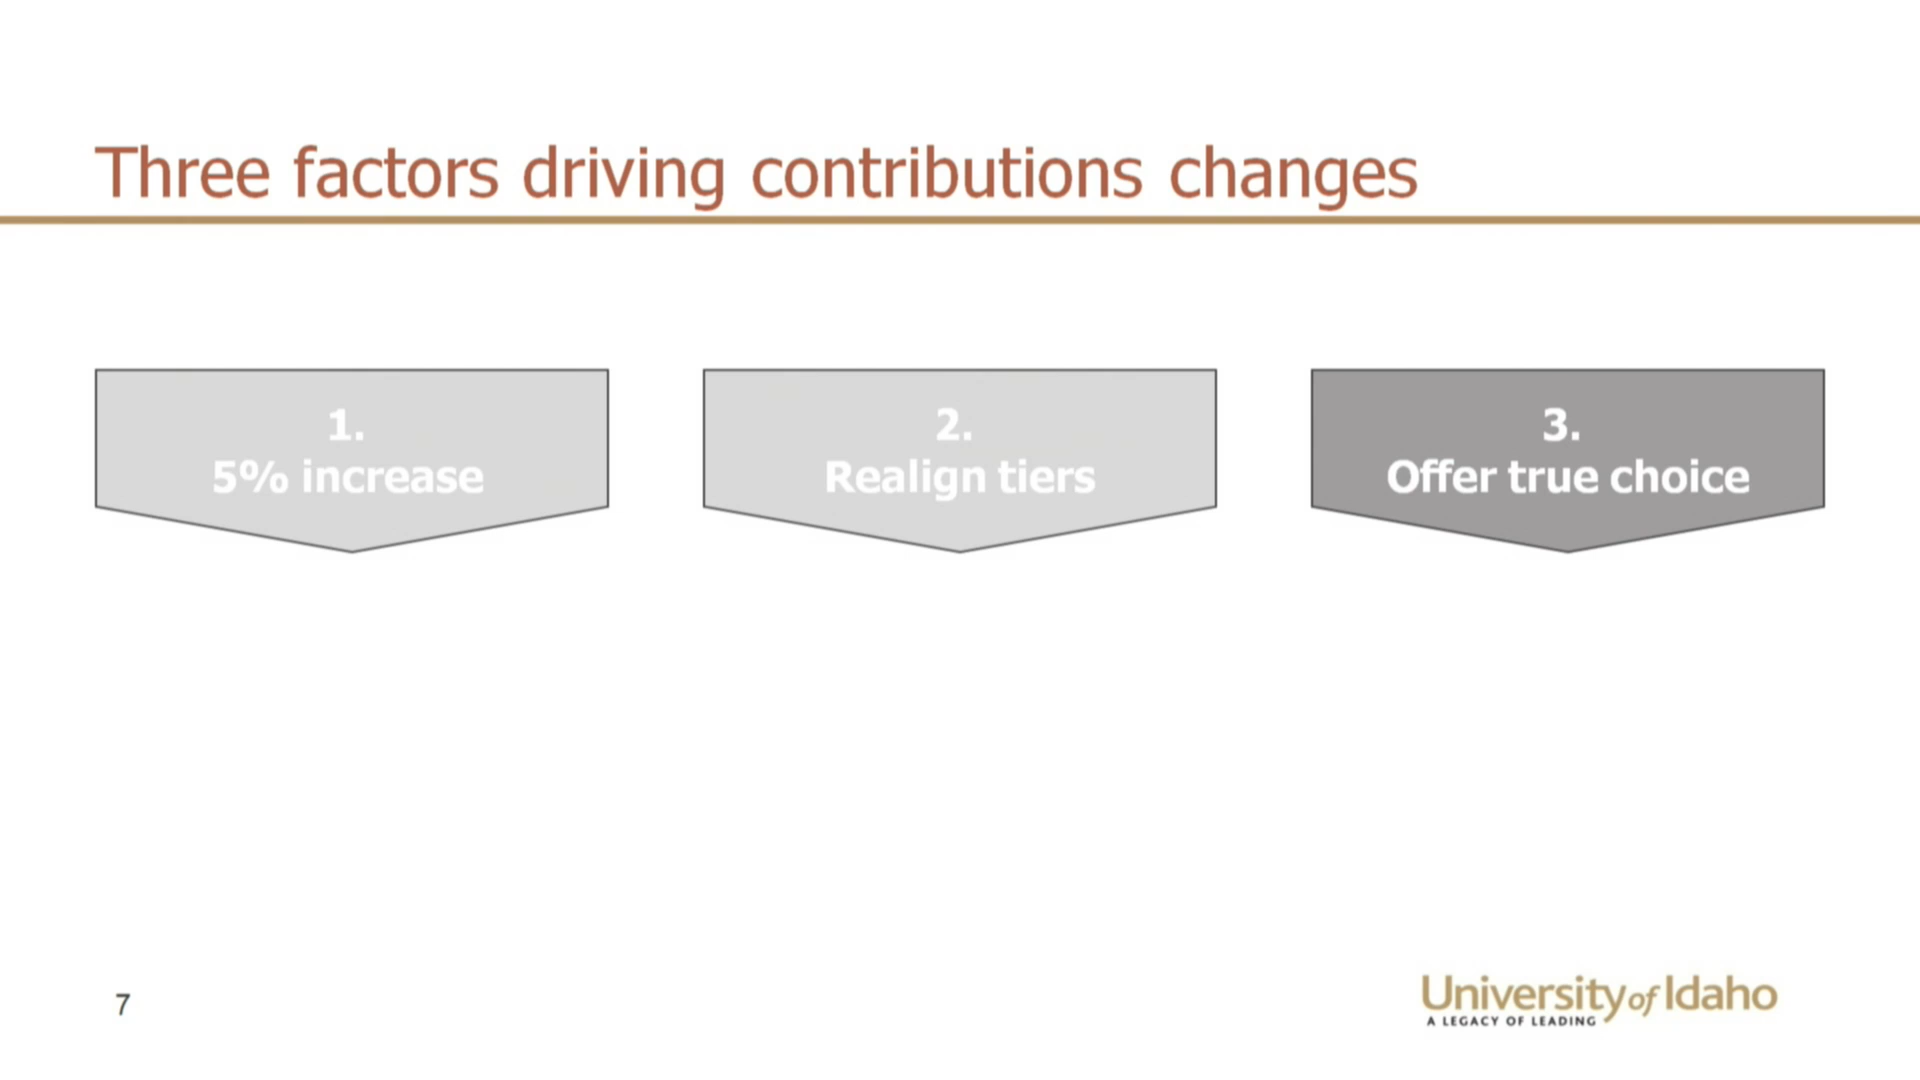 Three factors driving contributions changes
1.
5% increase
2.
Realign tiers
3.
Offer true choice
7
University of Idaho
A LEGACY OF LEADING